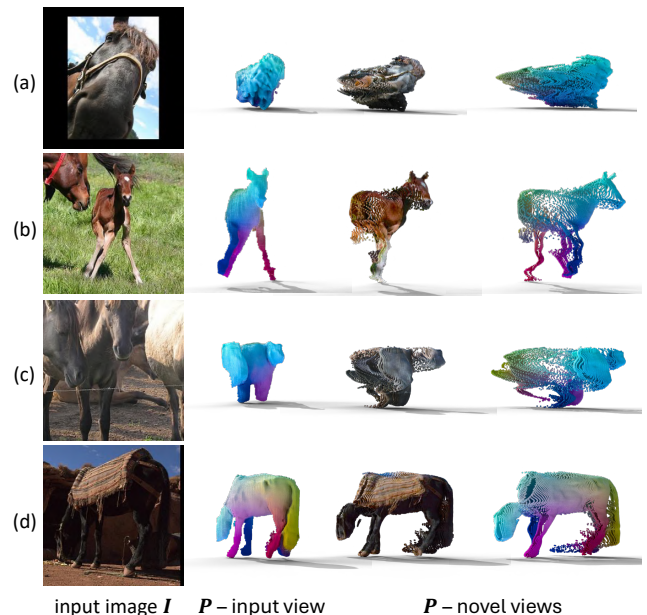 (a)
(b)
(c)
(d)
input image I P – input view P – novel views